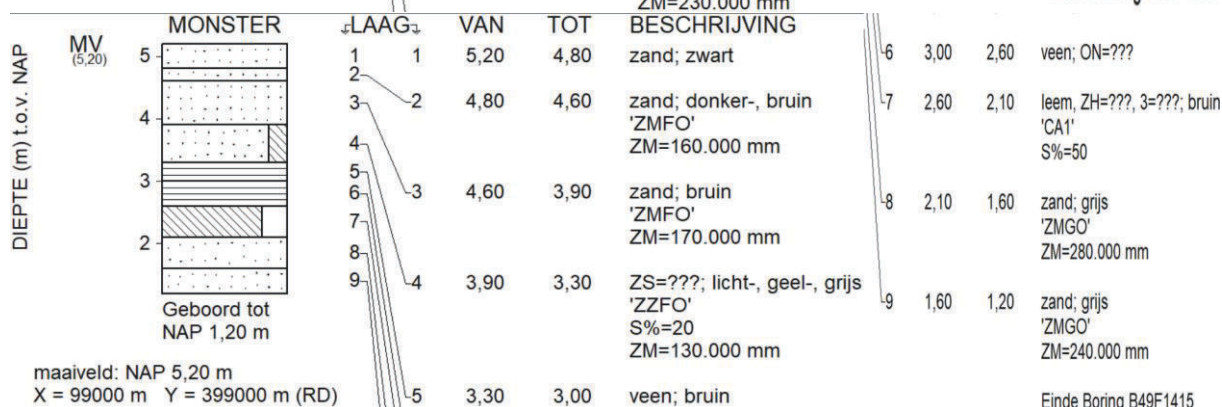 ZM=230.000 mm
MONSTER LAAG VAN TOT BESCHRIJVING
DIEPTE (m) t.o.v. NAP
MV
(5,20)
5
4
3
2
1
2
3
4
5
6
7
8
9
Geboord tot
NAP 1,20 m
maaiveld: NAP 5,20 m
X = 99000 m Y = 399000 m (RD)
1 5,20 4,80 zand; zwart
2 4,80 4,60 zand; donker-, bruin
'ZMFO'
ZM=160.000 mm
3 4,60 3,90 zand; bruin
'ZMFO'
ZM=170.000 mm
4 3,90 3,30 ZS=???; licht-, geel-, grijs
'ZZFO'
S%=20
ZM=130.000 mm
5 3,30 3,00 veen; bruin
6 3,00 2,60 veen; ON=???
7 2,60 2,10 leem, ZH=???, 3=???; bruin
'CA1'
S%=50
8 2,10 1,60 zand; grijs
'ZMGO'
ZM=280.000 mm
9 1,60 1,20 zand; grijs
'ZMGO'
ZM=240.000 mm
Einde Boring B49F1415